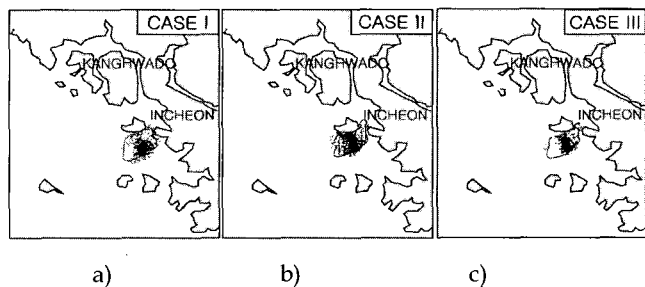 CASE I
KANGHWADO
INCHEON
CASE II
KANGHWADO
INCHEON
CASE III
KANGHWADO
INCHEON
a)
b)
c)